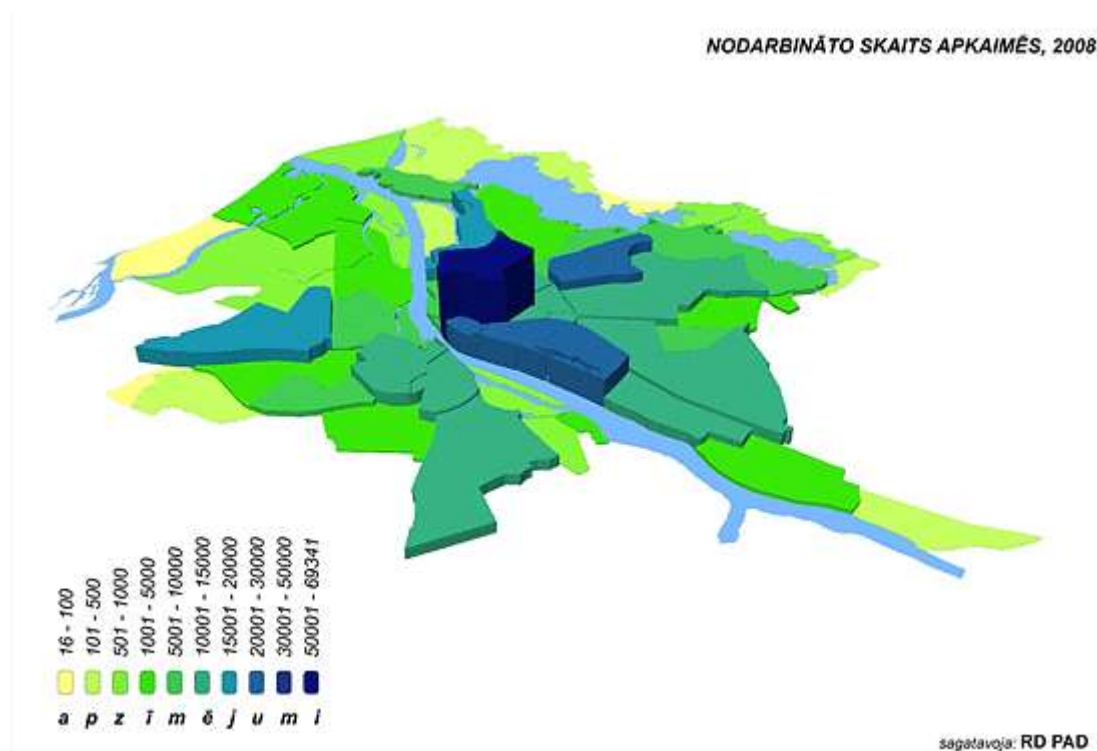 NODARBINĀTO SKAITS APKAIMĒS, 2008
16 - 100
101 - 500
501 - 1000
1001 - 5000
5001 - 10000
10001 - 15000
15001 - 20000
20001 - 30000
30001 - 50000
50001 - 69341
a p z ī m ē j u m i
sagatavoja: RD PAD